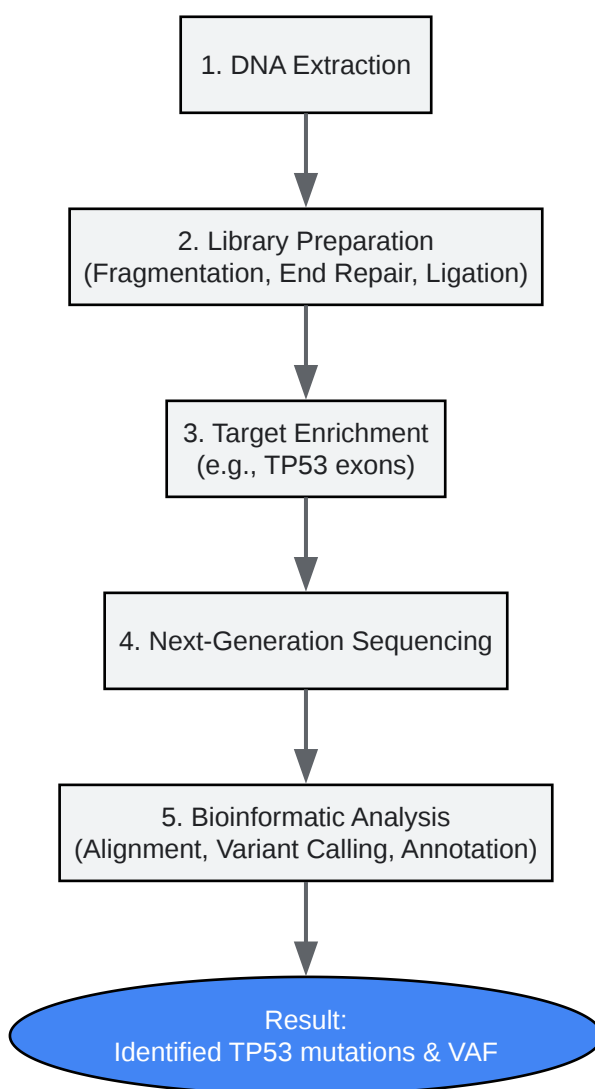 1. DNA Extraction
2. Library Preparation
(Fragmentation, End Repair, Ligation)
3. Target Enrichment
(e.g., TP53 exons)
4. Next-Generation Sequencing
5. Bioinformatic Analysis
(Alignment, Variant Calling, Annotation)
Result:
Identified TP53 mutations & VAF